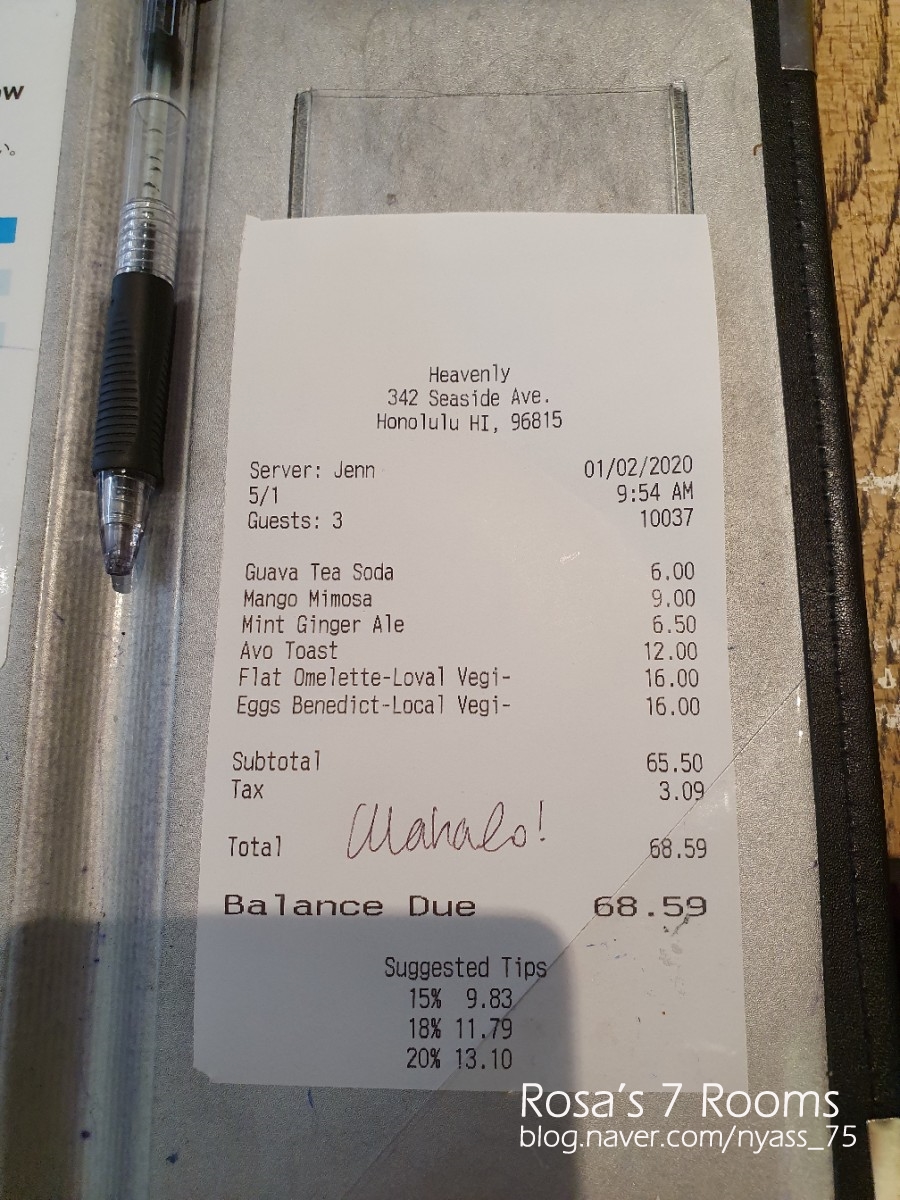 Heavenly
342 Seaside Ave.
Honolulu HI, 96815
Server: Jenn 01/02/2020
5/1 9:54 AM
Guests: 3 10037
Guava Tea Soda 6.00
Mango Mimosa 9.00
Mint Ginger Ale 6.50
Avo Toast 12.00
Flat Omelette-Loval Vegi- 16.00
Eggs Benedict-Local Vegi- 16.00
Subtotal 65.50
Tax 3.09
Mahalo!
Total 68.59
Balance Due 68.59
Suggested Tips
15% 9.83
18% 11.79
20% 13.10
Rosa's 7 Rooms
blog.naver.com/nyass_75